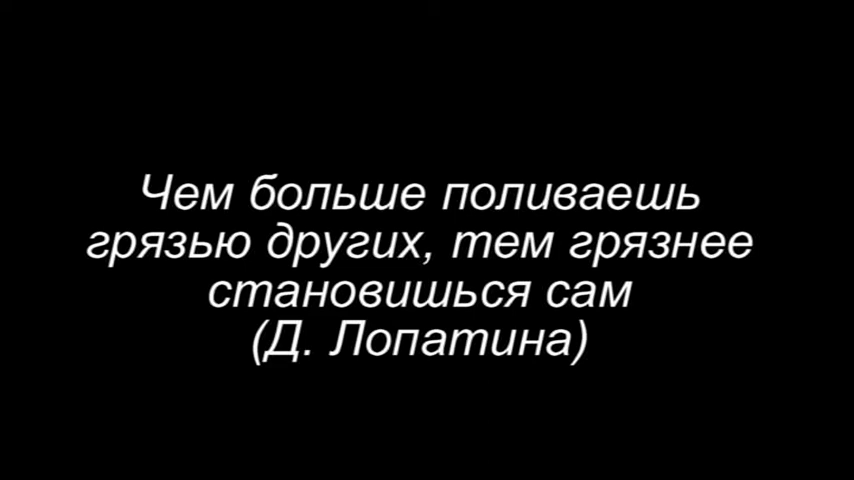 Чем больше поливаешь
грязью других, тем грязнее
становишься сам
(Д. Лопатина)